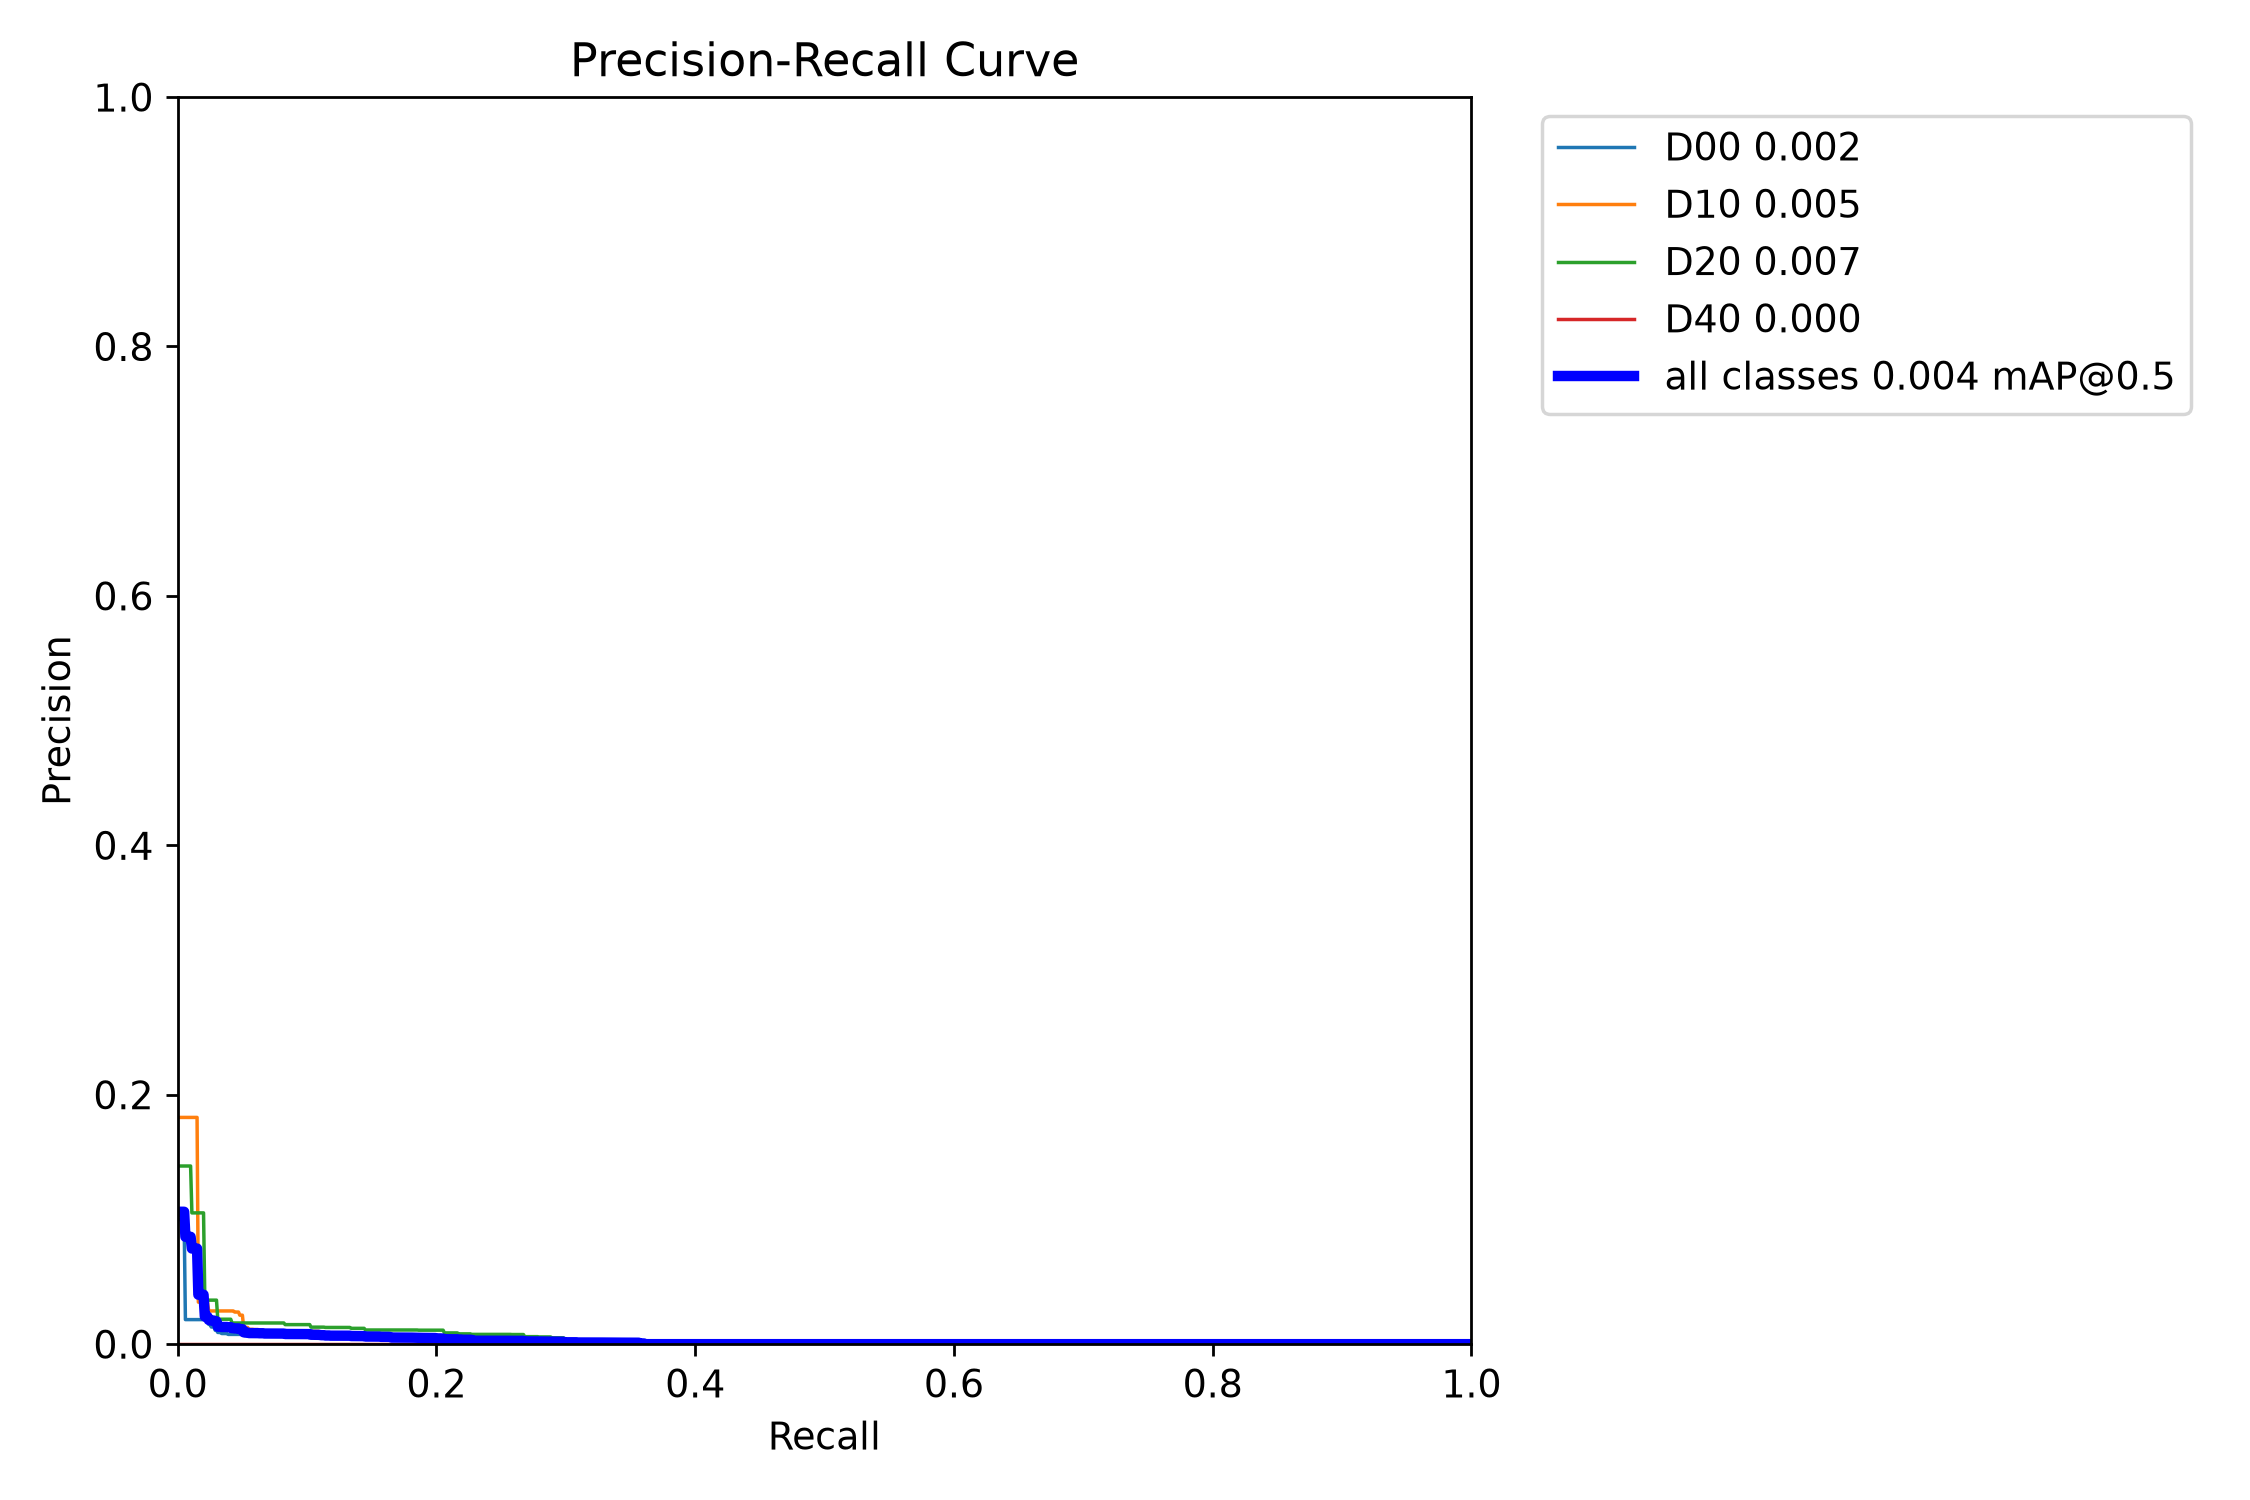 Precision-Recall Curve
1.0
0.8
0.6
0.4
0.2
0.0
Precision
0.0 0.2 0.4 0.6 0.8 1.0
Recall
D00 0.002
D10 0.005
D20 0.007
D40 0.000
all classes 0.004 mAP@0.5